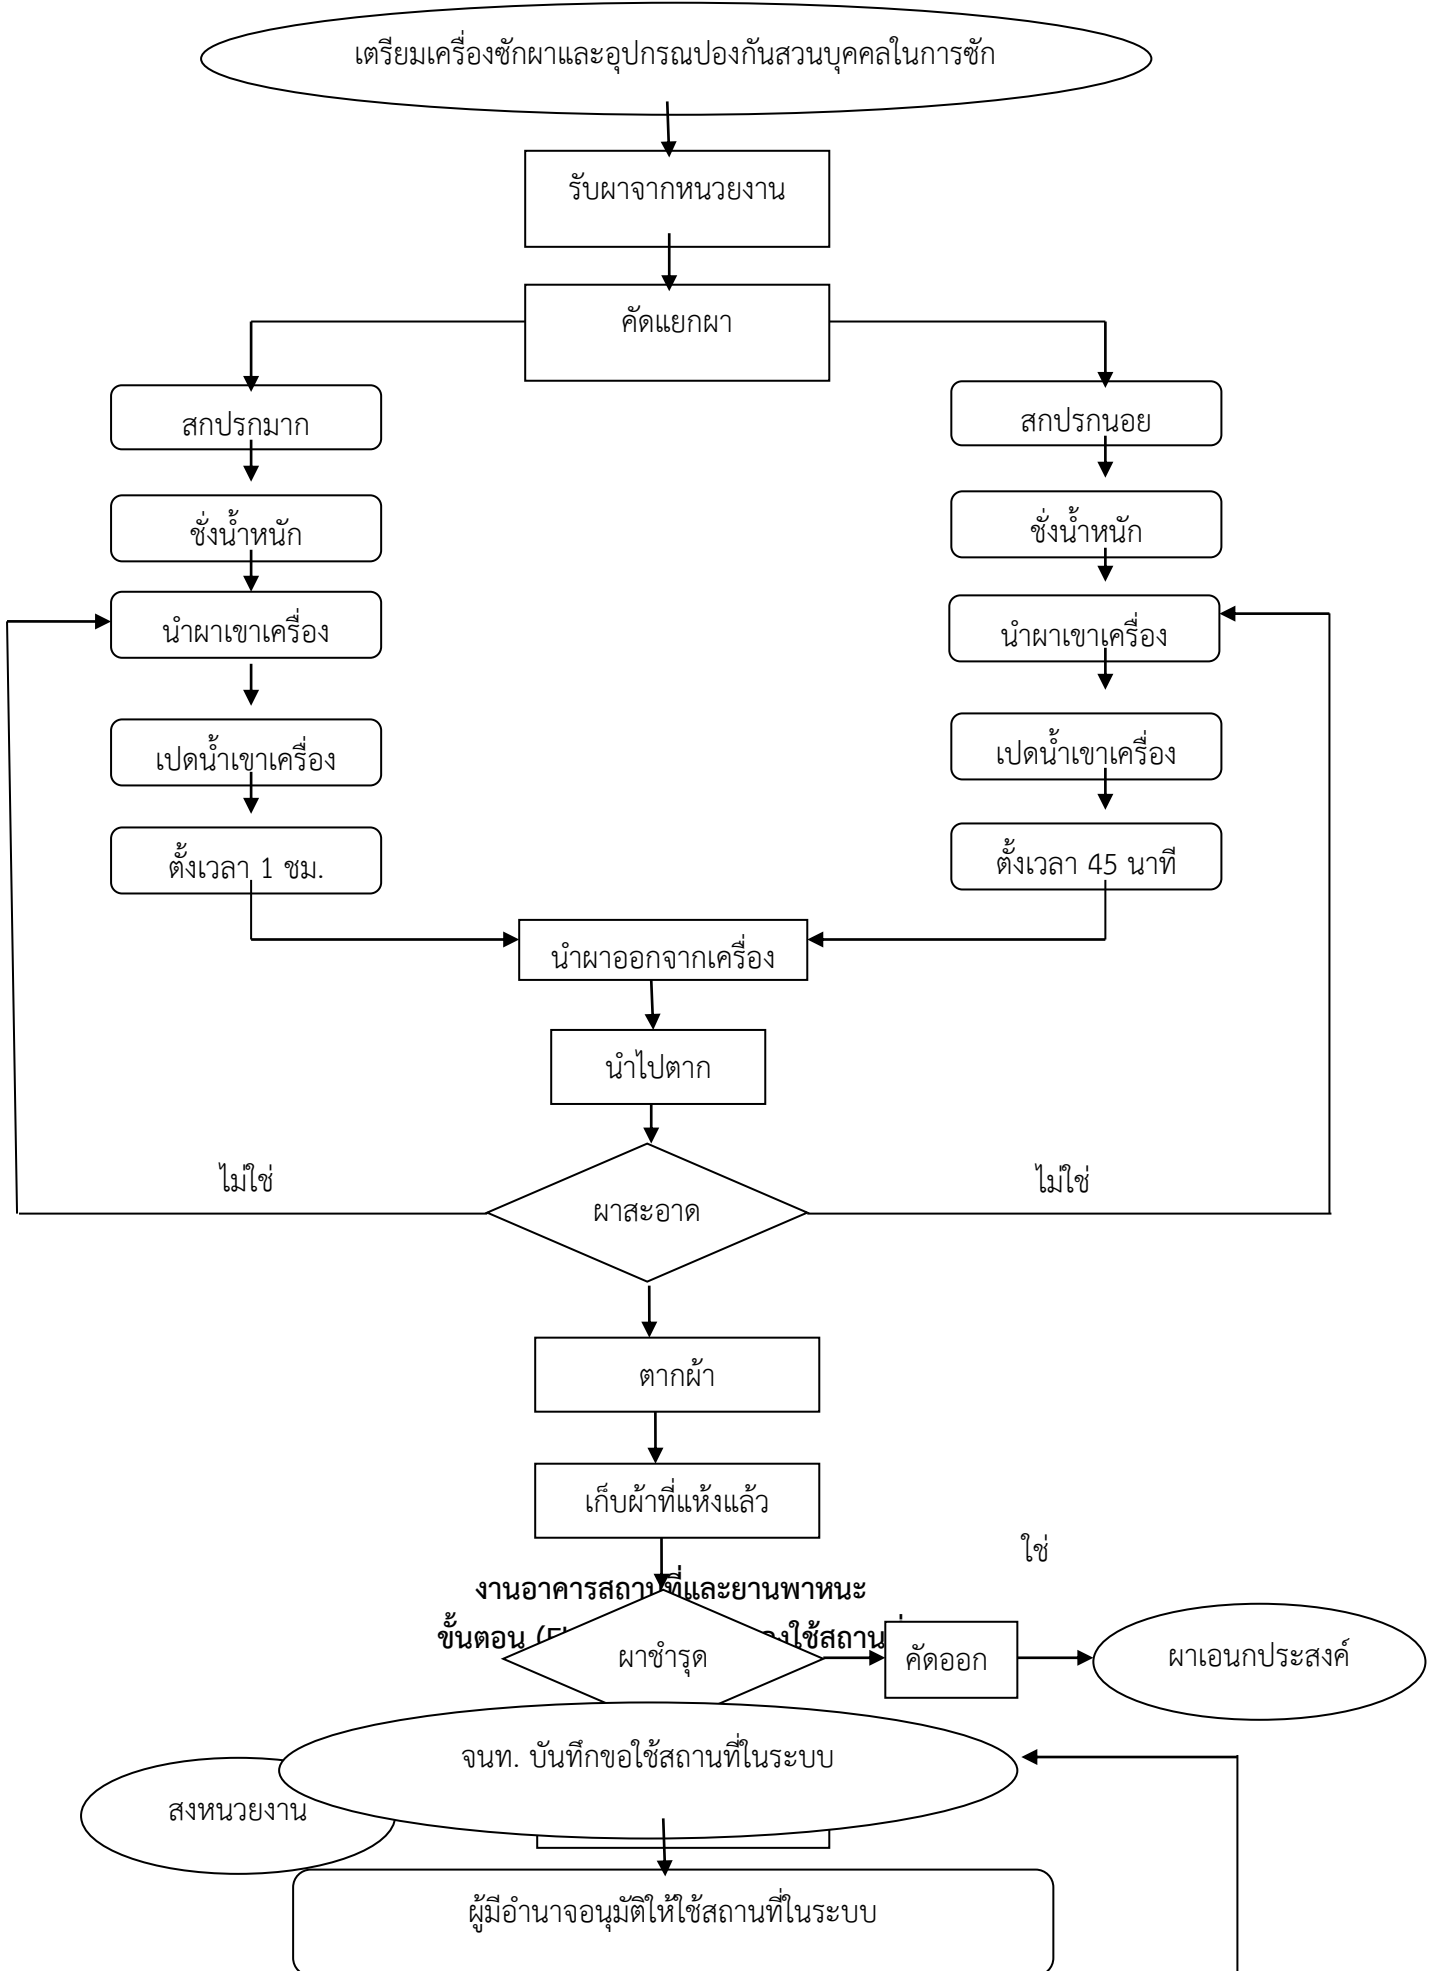 เตรียมเครื่องซักผาและอุปกรณปองกันสวนบุคคลในการซัก
รับผาจากหนวยงาน
คัดแยกผา
สกปรกมาก
สกปรกนอย
ชั่งน้ำหนัก
ชั่งน้ำหนัก
นำผาเขาเครื่อง
นำผาเขาเครื่อง
เปดน้ำเขาเครื่อง
เปดน้ำเขาเครื่อง
ตั้งเวลา 1 ชม.
ตั้งเวลา 45 นาที
นำผาออกจากเครื่อง
นำไปตาก
ไม่ใช่
ไม่ใช่
ผาสะอาด
ตากผ้า
เก็บผ้าที่แห้งแล้ว
ใช่
งานอาคารสถานที่และยานพาหนะ
ขั้นตอน
ผาชำรุด
คัดออก
ผาเอนกประสงค์
จนท. บันทึกขอใช้สถานที่ในระบบ
สงหนวยงาน
ผู้มีอำนาจอนุมัติให้ใช้สถานที่ในระบบ